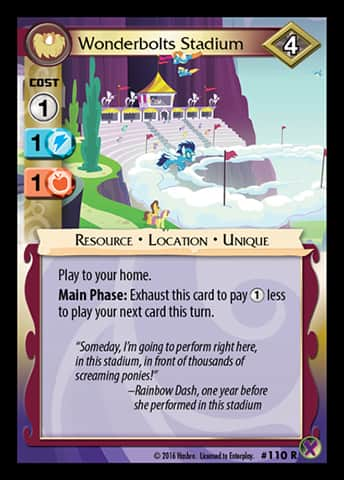 Wonderbolts Stadium
4
COST
1
1
1
RESOURCE • LOCATION • UNIQUE
Play to your home.
Main Phase: Exhaust this card to pay 1 less
to play your next card this turn.
“Someday, I’m going to perform right here,
in this stadium, in front of thousands of
screaming ponies!”
–Rainbow Dash, one year before
she performed in this stadium
© 2016 Hasbro. Licensed to Enterplay. #110 R